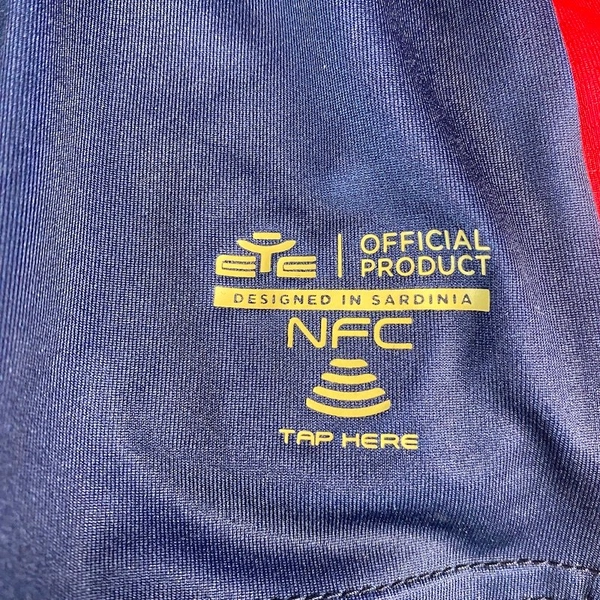 eye
OFFICIAL
PRODUCT
DESIGNED IN SARDINIA
NFC
TAP HERE